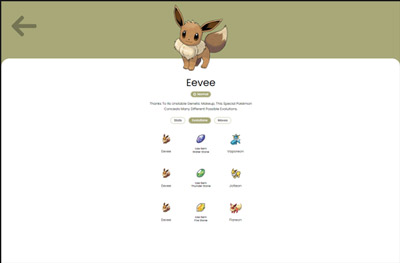 Eevee
Normal
Thanks To Its Unstable Genetic Makeup, This Special Pokemon
Conceals Many Different Possible Evolutions.
Stats
Evolutions
Moves
Eevee
Use Item
Water Stone
Vaporeon
Eevee
Use Item
Thunder Stone
Jolteon
Eevee
Use Item
Fire Stone
Flareon